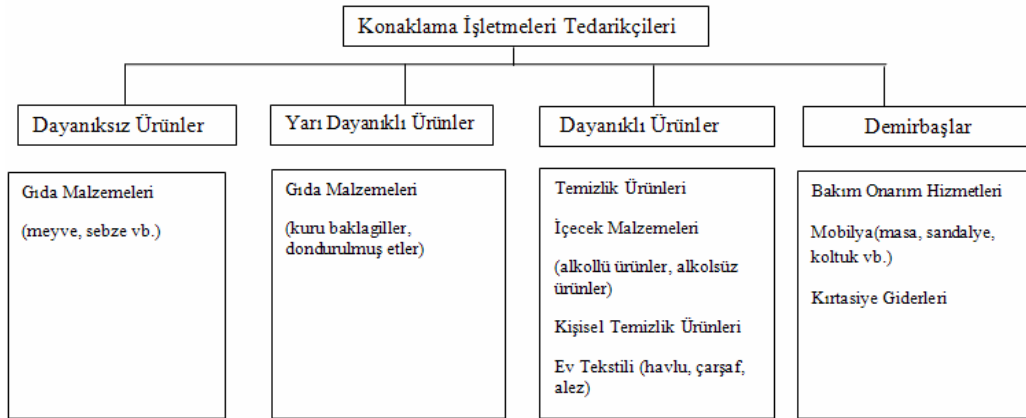 Konaklama İşletmeleri Tedarikçileri
Dayanıksız Ürünler
Yarı Dayanıklı Ürünler
Dayanıklı Ürünler
Demirbaşlar
Gıda Malzemeleri
(meyve, sebze vb.)
Gıda Malzemeleri
(kuru baklagiller,
dondurulmuş etler)
Temizlik Ürünleri
İçecek Malzemeleri
(alkollü ürünler, alkolsüz
ürünler)
Kişisel Temizlik Ürünleri
Ev Tekstili (havlu, çarşaf,
alez)
Bakım Onarım Hizmetleri
Mobilya(masa, sandalye,
koltuk vb.)
Kırtasiye Giderleri